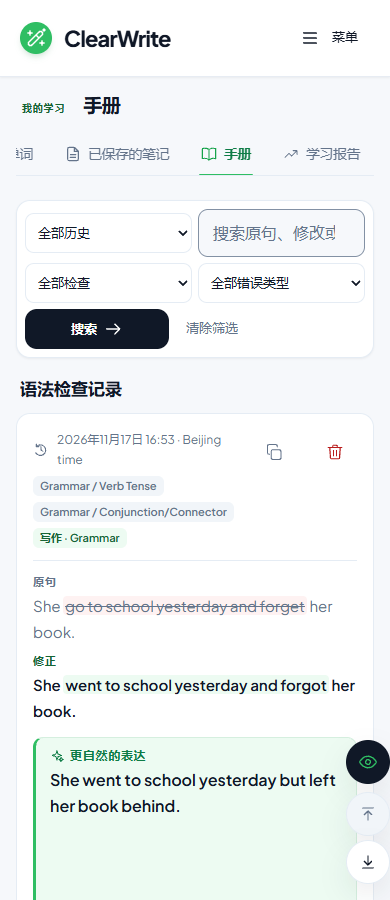 ClearWrite
菜单
我的学习 手册
词 已保存的笔记 手册 学习报告
全部历史 搜索原句、修改或
全部检查 全部错误类型
搜索 清除筛选
语法检查记录
2026年11月17日 16:53 · Beijing
time
Grammar / Verb Tense
Grammar / Conjunction/Connector
写作 · Grammar
原句
She go to school yesterday and forget her
book.
修正
She went to school yesterday and forgot her
book.
更自然的表达
She went to school yesterday but left
her book behind.